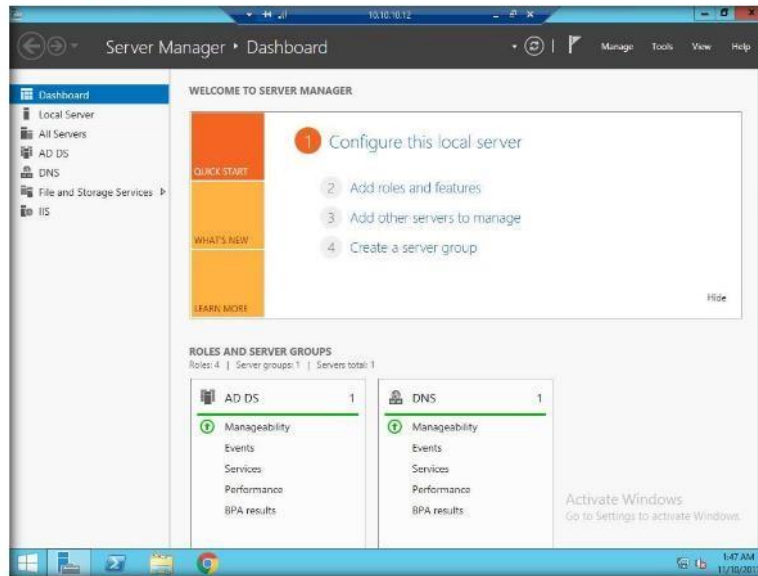 10.10.10.12
Server Manager • Dashboard
Manage Tools View Help
Dashboard
Local Server
All Servers
AD DS
DNS
File and Storage Services
IIS
WELCOME TO SERVER MANAGER
QUICK START
WHAT'S NEW
LEARN MORE
1 Configure this local server
2 Add roles and features
3 Add other servers to manage
4 Create a server group
Hide
ROLES AND SERVER GROUPS
Roles: 4 | Server groups: 1 | Servers total: 1
AD DS 1
Manageability
Events
Services
Performance
BPA results
DNS 1
Manageability
Events
Services
Performance
BPA results
Activate Windows
Go to Settings to activate Windows.
1:47 AM